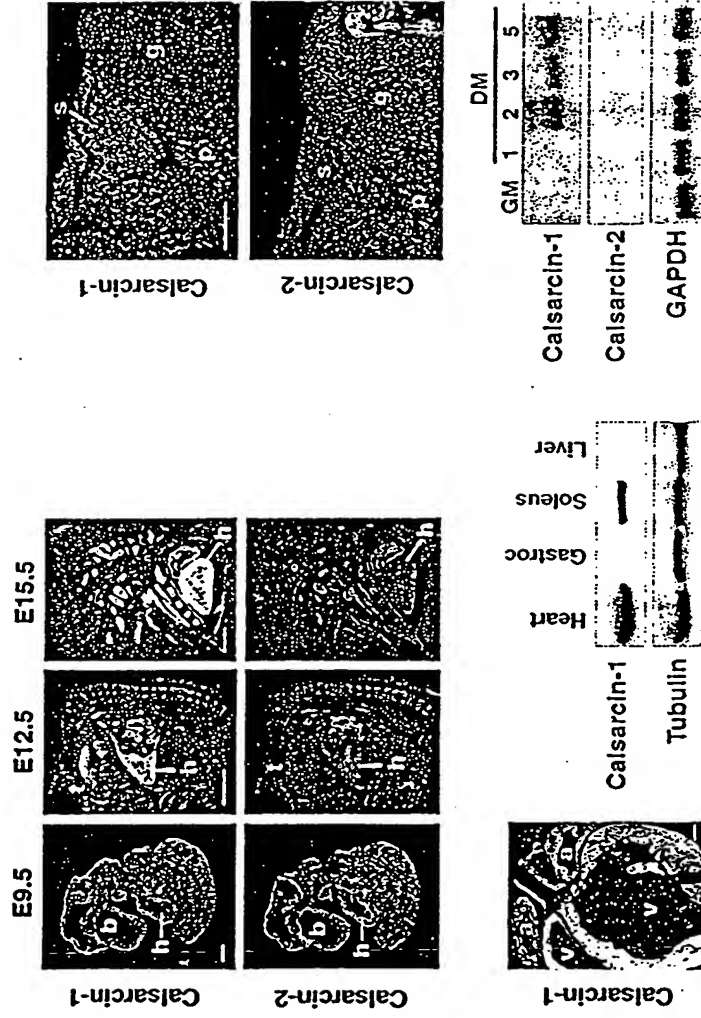 E9.5 E12.5 E15.5
Calsarcin-1
b
h
t
h
h
Calsarcin-2
b
h
t
h
h
Calsarcin-1
s
g
p
Calsarcin-2
s
g
p
Calsarcin-1
a
a
v
v
Heart Gastroc Soleus Liver
Calsarcin-1
Tubulin
DM
GM 1 2 3 5
Calsarcin-1
Calsarcin-2
GAPDH